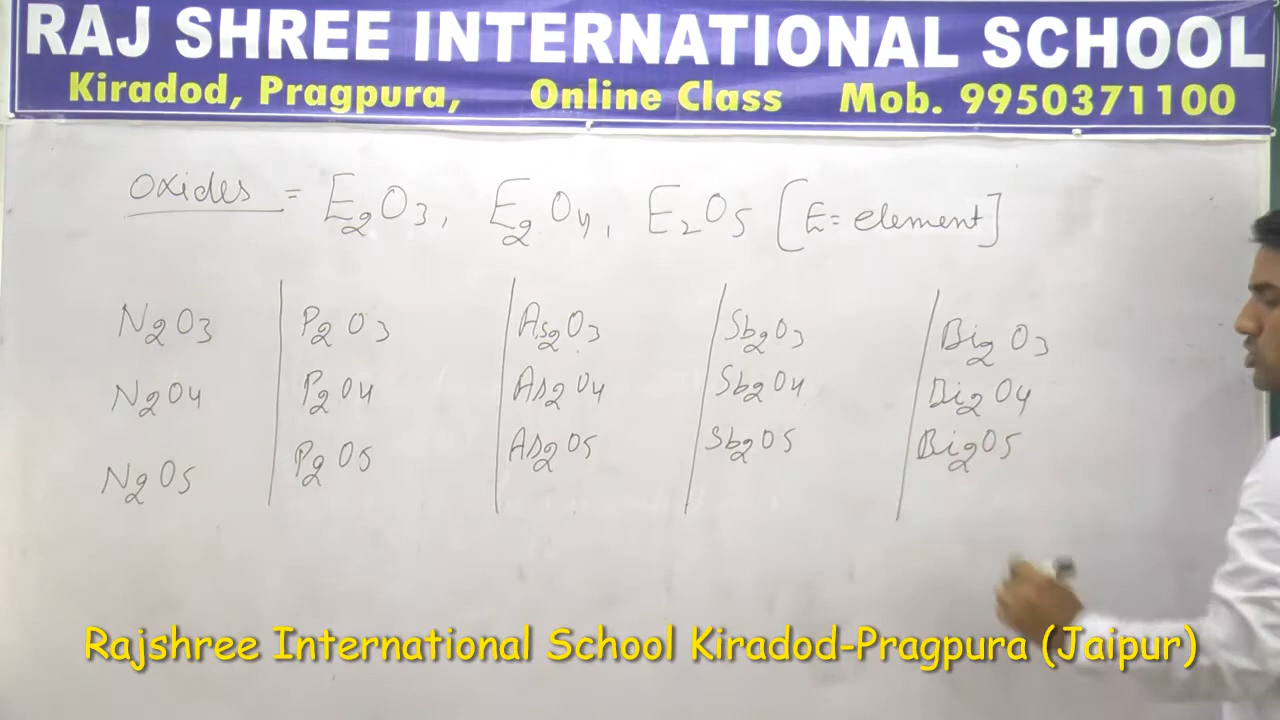 RAJ SHREE INTERNATIONAL SCHOOL
Kiradod, Pragpura, Online Class Mob. 9950371100
Oxides = E2O3, E2O4, E2O5 [E = element]
N2O3 P2O3 As2O3 Sb2O3 Bi2O3
N2O4 P2O4 As2O4 Sb2O4 Bi2O4
N2O5 P2O5 As2O5 Sb2O5 Bi2O5
Rajshree International School Kiradod-Pragpura (Jaipur)